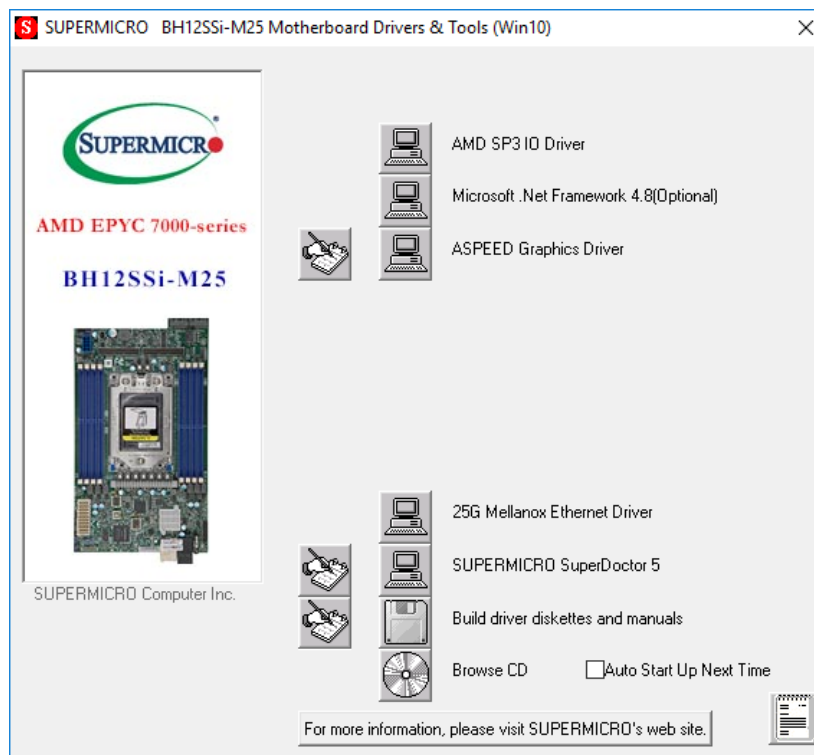 S SUPERMICRO BH12SSi-M25 Motherboard Drivers & Tools (Win10)
SUPERMICR
AMD EPYC 7000-series
BH12SSi-M25
SUPERMICRO Computer Inc.
AMD SP3 IO Driver
Microsoft .Net Framework 4.8(Optional)
ASPEED Graphics Driver
25G Mellanox Ethernet Driver
SUPERMICRO SuperDoctor 5
Build driver diskettes and manuals
Browse CD Auto Start Up Next Time
For more information, please visit SUPERMICRO's web site.